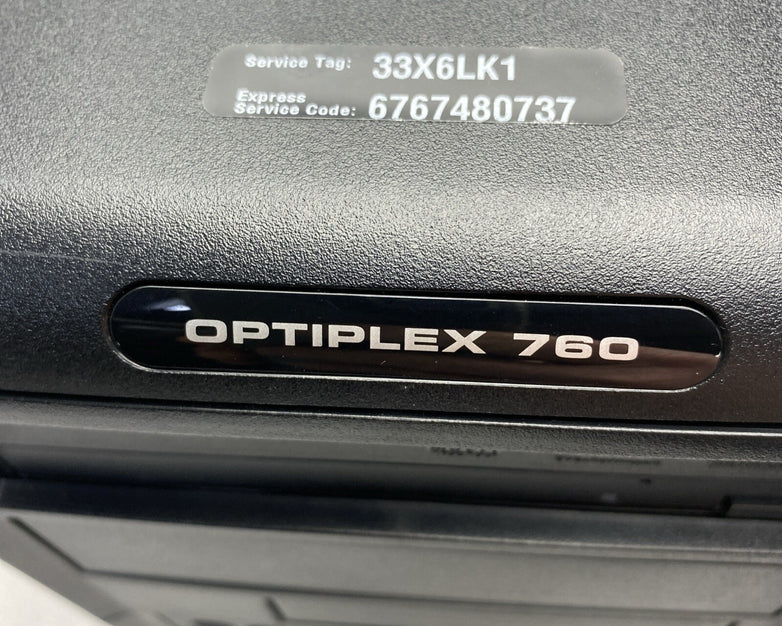 Service Tag: 33X6LK1
Express
Service Code: 6767480737
OPTIPLEX 760